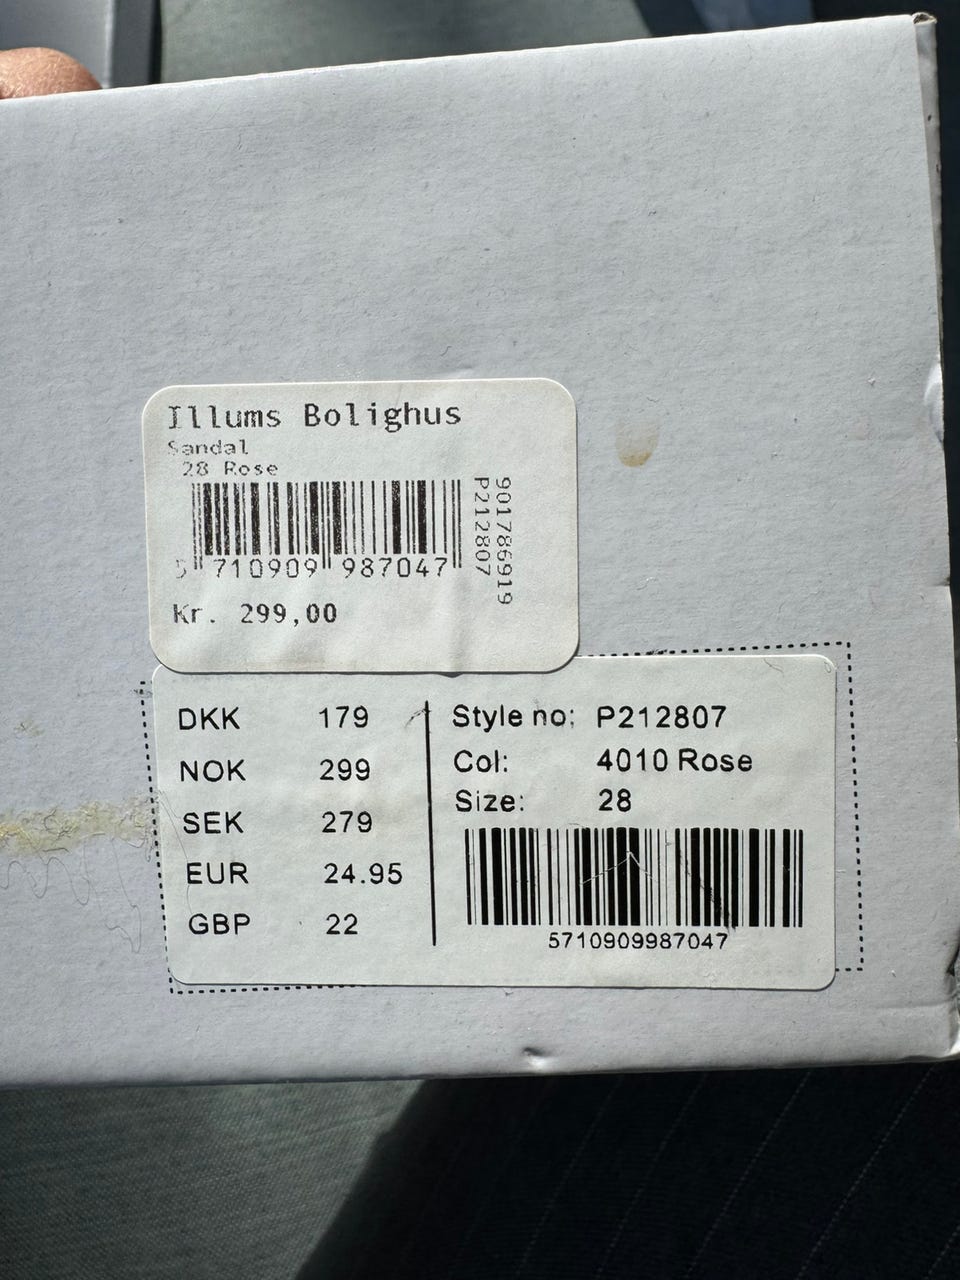 Illums Bolighus
Sandal
28 Rose
5 710909 987047
P212807
901786919
Kr. 299,00
DKK 179
NOK 299
SEK 279
EUR 24.95
GBP 22
Style no: P212807
Col: 4010 Rose
Size: 28
5710909987047